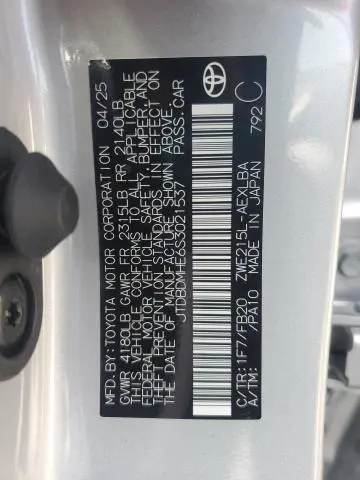 MFD.BY:TOYOTA MOTOR CORPORATION 04/25
GVWR 4180LB GAWR FR 2315LB RR 2140LB
THIS VEHICLE CONFORMS TO ALL APPLICABLE
FEDERAL MOTOR VEHICLE SAFETY,BUMPER,AND
THEFT PREVENTION STANDARDS IN EFFECT ON
THE DATE OF MANUFACTURE SHOWN ABOVE.
JTDBDMHE6S3021537 PASS.CAR
C/TR:1F7/FB20 ZWE215L-AEXLBA
A/TM: -/PA10 MADE IN JAPAN
792 C